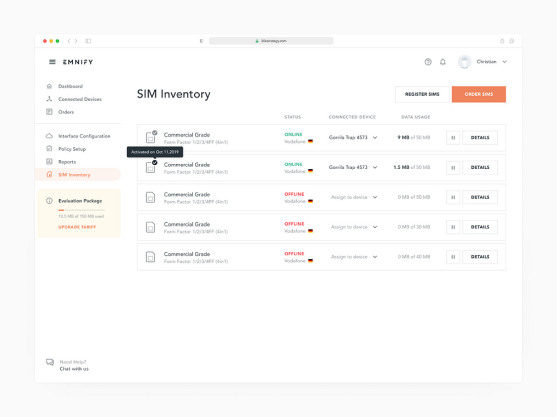 EMNIFY
Christian
Dashboard
Connected Devices
Orders
Interface Configuration
Policy Setup
Reports
SIM Inventory
Evaluation Package
10.5 MB of 150 MB used
UPGRADE TARIFF
Need Help?
Chat with us
SIM Inventory
REGISTER SIMS
ORDER SIMS
STATUS CONNECTED DEVICE DATA USAGE
Commercial Grade ONLINE Gorilla Trap 4573 9 MB of 50 MB DETAILS
Form Factor 1/2/3/4FF (4in1) Vodafone
Activated on Oct 11,2019
Commercial Grade ONLINE Gorilla Trap 4573 1.5 MB of 50 MB DETAILS
Form Factor 1/2/3/4FF (4in1) Vodafone
Commercial Grade OFFLINE Assign to device 0 MB of 50 MB DETAILS
Form Factor 1/2/3/4FF (4in1) Vodafone
Commercial Grade OFFLINE Assign to device 0 MB of 30 MB DETAILS
Form Factor 1/2/3/4FF (4in1) Vodafone
Commercial Grade OFFLINE Assign to device 0 MB of 40 MB DETAILS
Form Factor 1/2/3/4FF (4in1) Vodafone